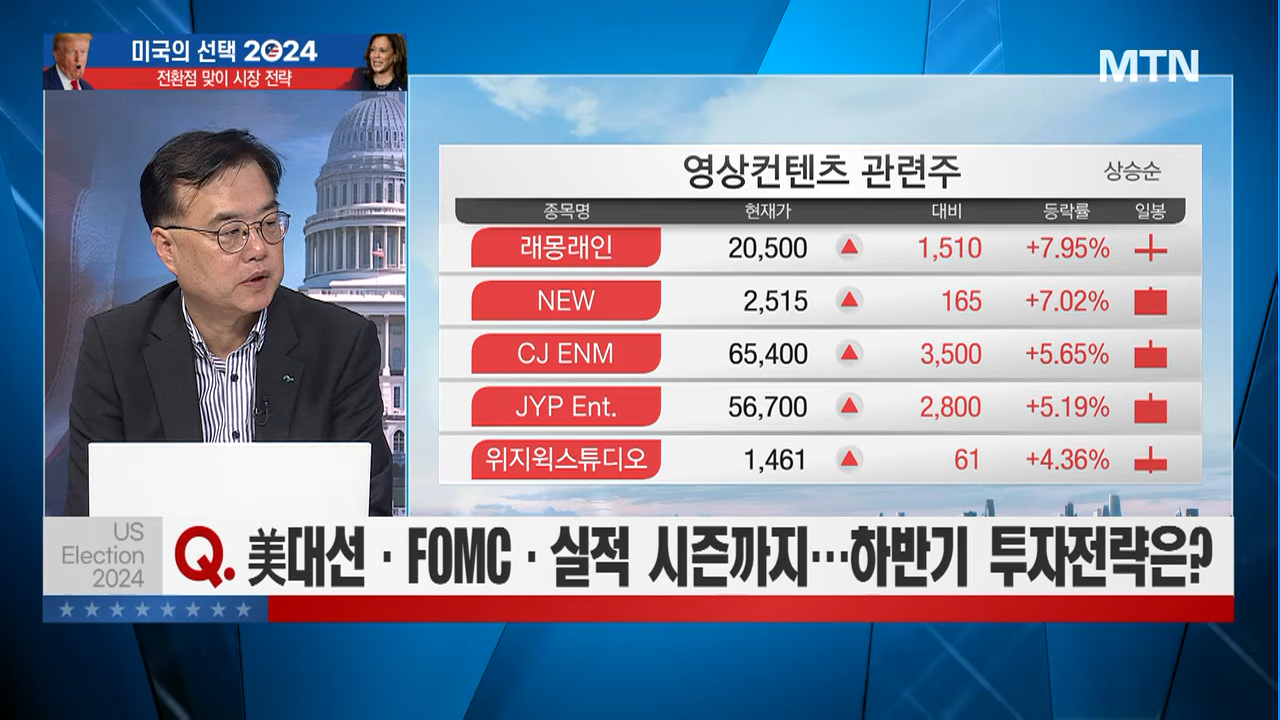 미국의 선택 2024
전환점 맞이 시장 전략
MTN
영상컨텐츠 관련주
상승순
종목명 현재가 대비 등락률 일봉
래몽래인 20,500 ▲ 1,510 +7.95%
NEW 2,515 ▲ 165 +7.02%
CJ ENM 65,400 ▲ 3,500 +5.65%
JYP Ent. 56,700 ▲ 2,800 +5.19%
위지윅스튜디오 1,461 ▲ 61 +4.36%
US
Election
2024
Q. 美대선·FOMC·실적 시즌까지…하반기 투자전략은?